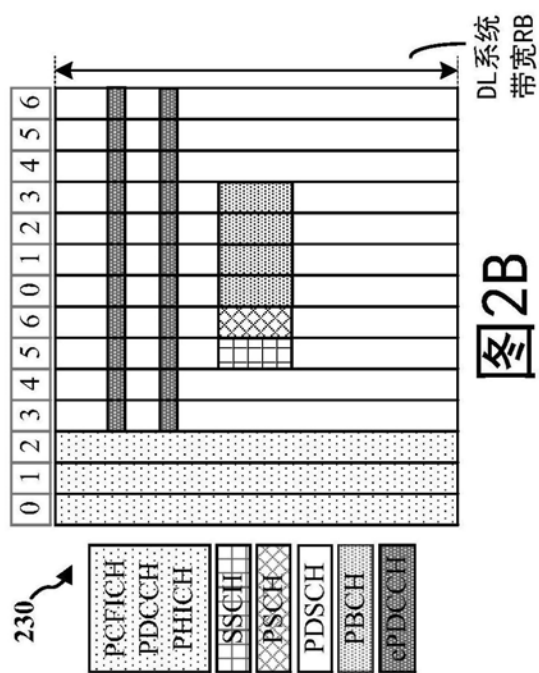 230
PCFICH
PDCCH
PHICH
SSCH
PSCH
PDSCH
PBCH
ePDCCH
0 1 2 3 4 5 6 0 1 2 3 4 5 6
DL系统
带宽RB
图2B